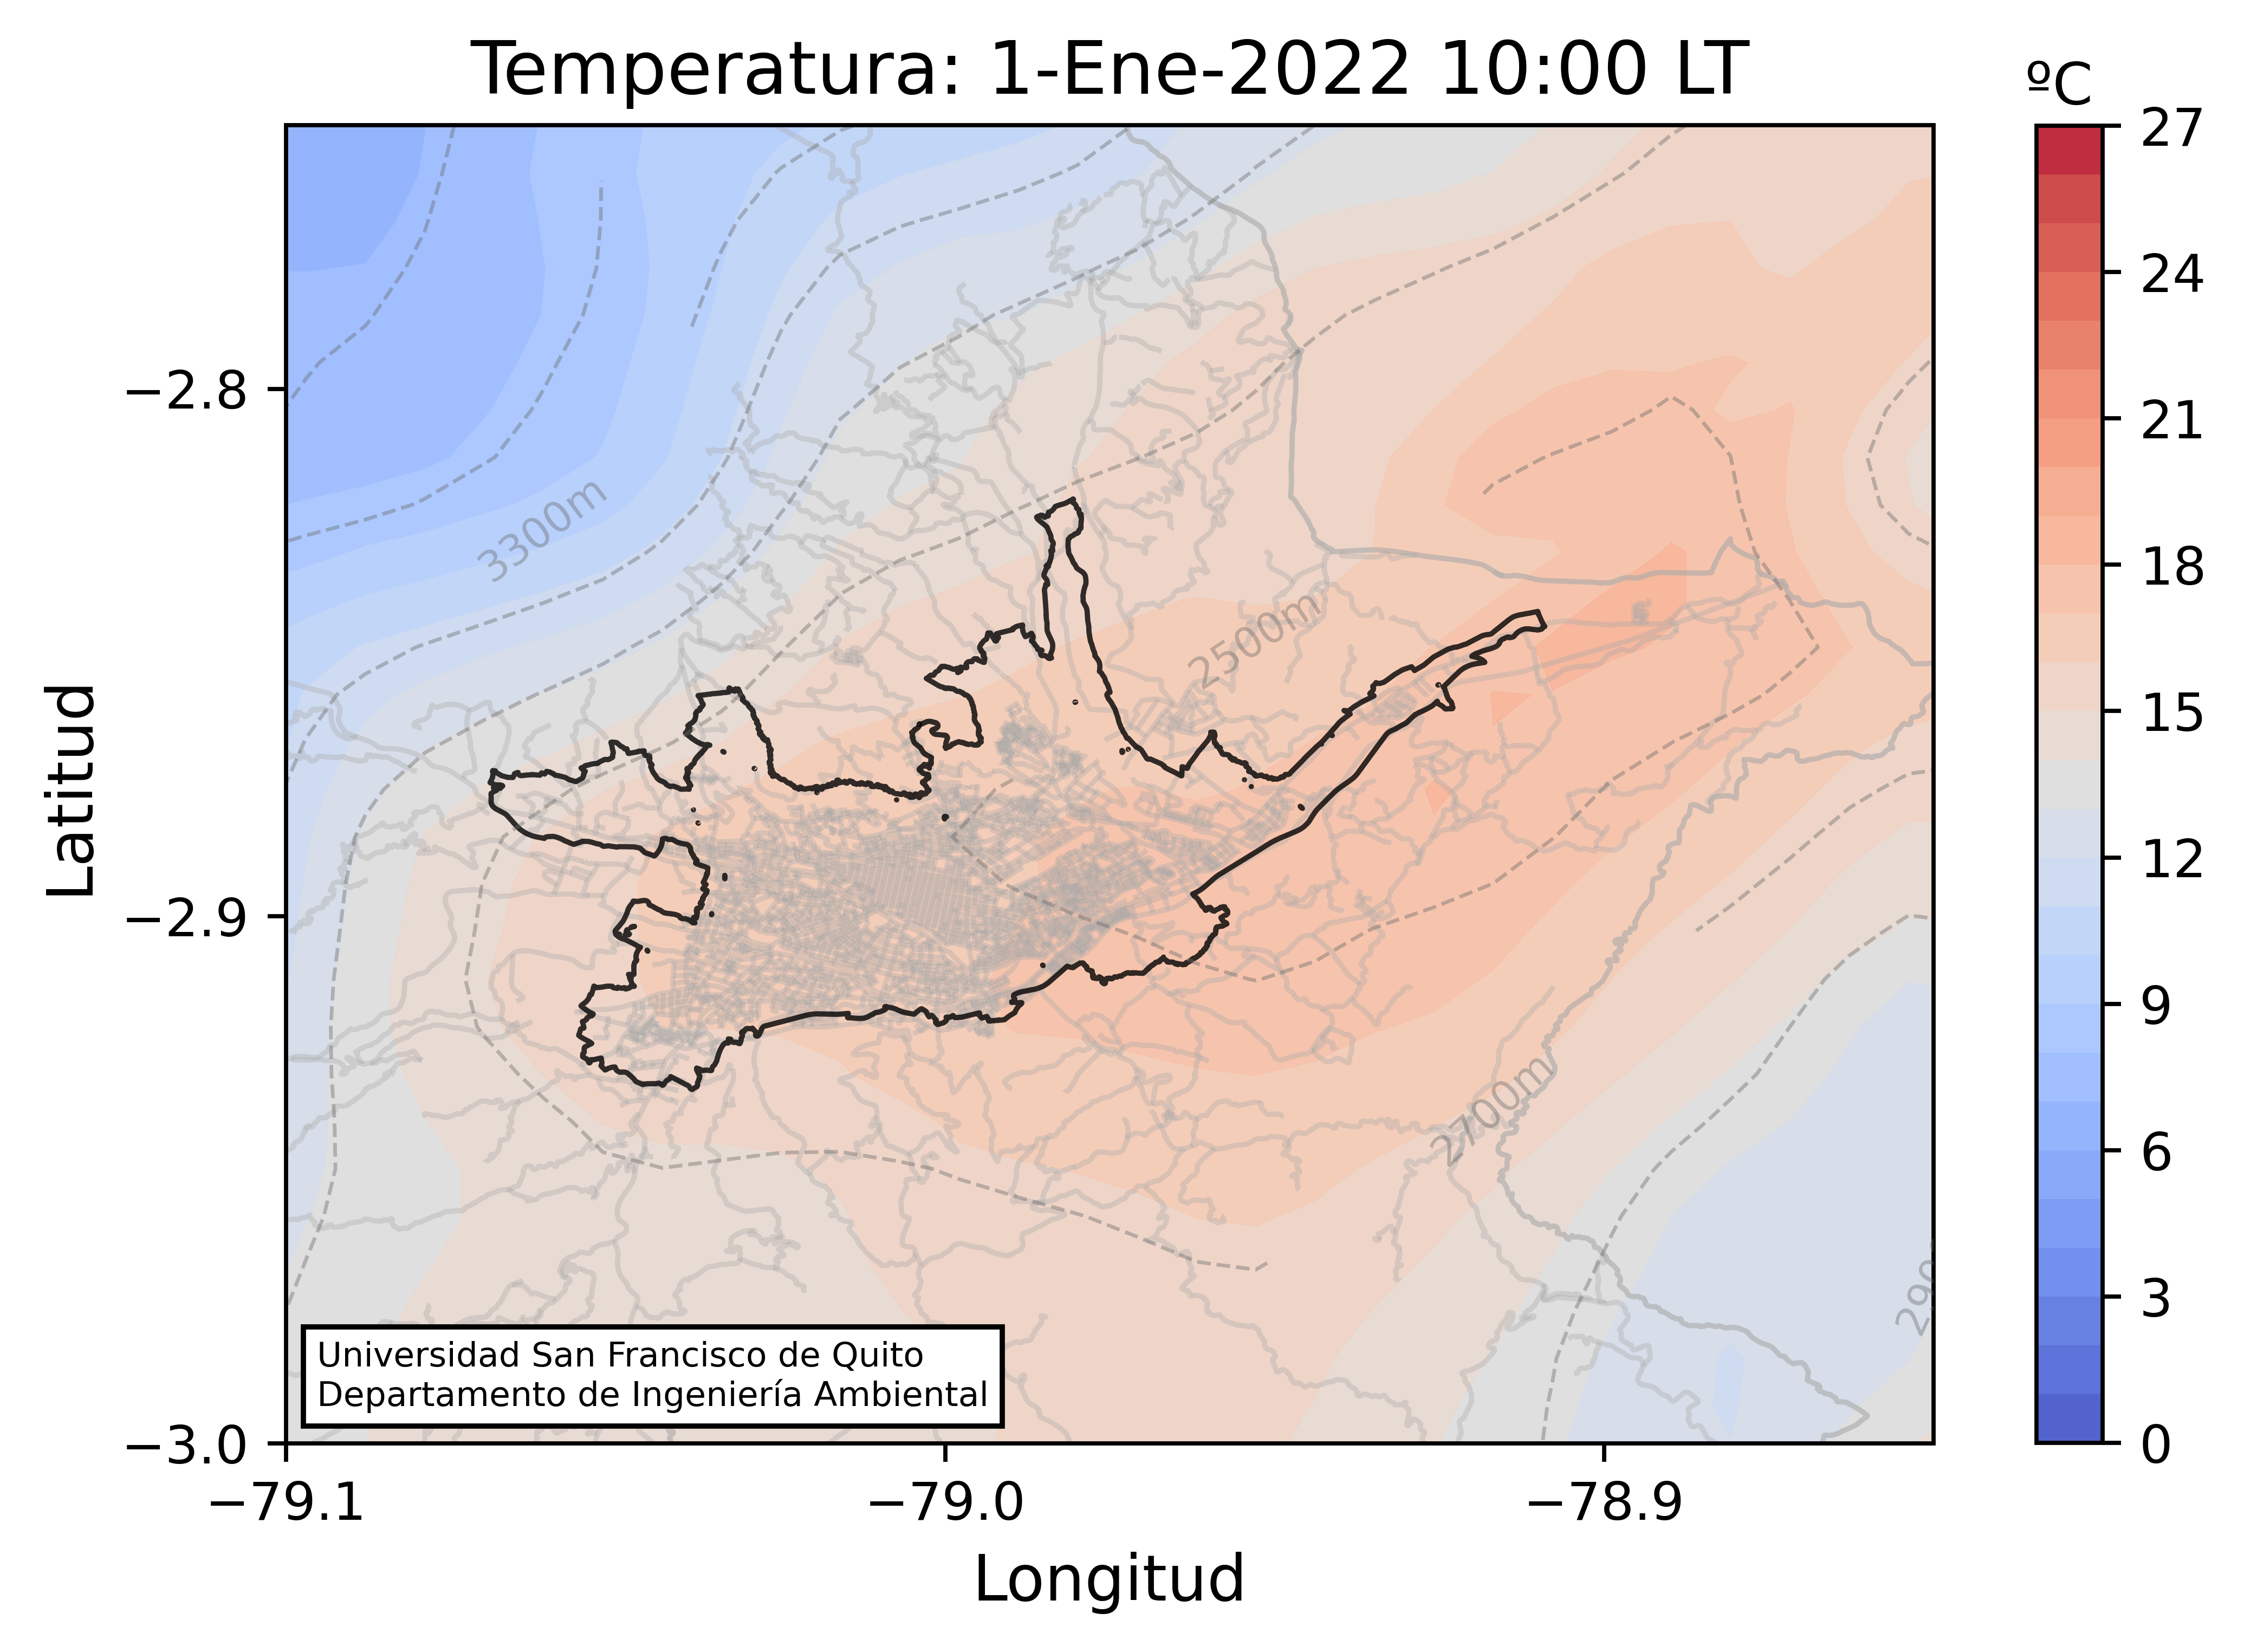 Temperatura: 1-Ene-2022 10:00 LT
ºC
27
24
21
18
15
12
9
6
3
0
Latitud
−2.8
−2.9
−3.0
3300m
2500m
2700m
290
Universidad San Francisco de Quito
Departamento de Ingeniería Ambiental
−79.1
−79.0
−78.9
Longitud